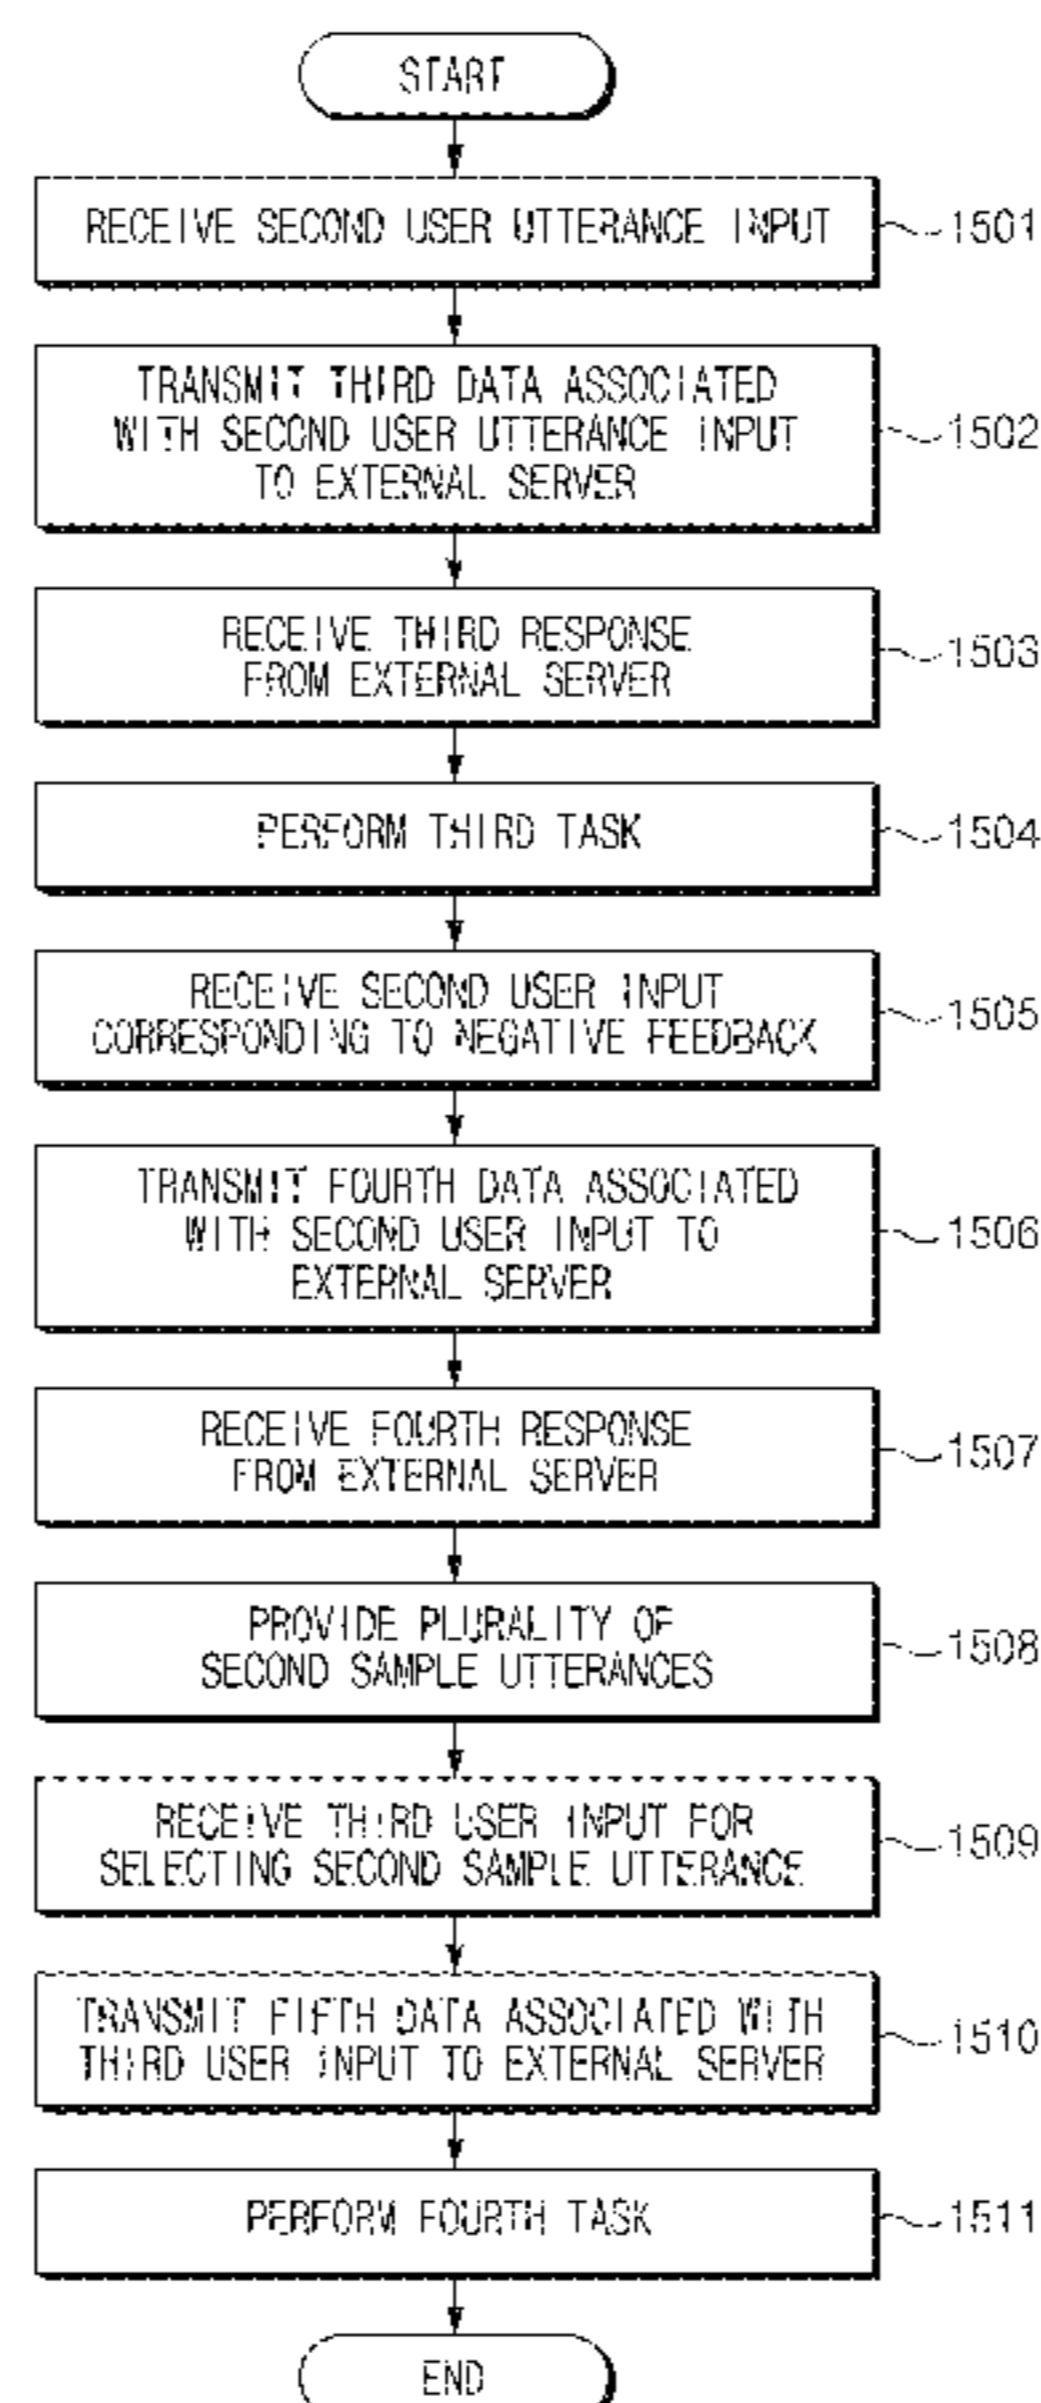 START
RECEIVE SECOND USER UTTERANCE INPUT
1501
TRANSMIT THIRD DATA ASSOCIATED
WITH SECOND USER UTTERANCE INPUT
TO EXTERNAL SERVER
1502
RECEIVE THIRD RESPONSE
FROM EXTERNAL SERVER
1503
PERFORM THIRD TASK
1504
RECEIVE SECOND USER INPUT
CORRESPONDING TO NEGATIVE FEEDBACK
1505
TRANSMIT FOURTH DATA ASSOCIATED
WITH SECOND USER INPUT TO
EXTERNAL SERVER
1506
RECEIVE FOURTH RESPONSE
FROM EXTERNAL SERVER
1507
PROVIDE PLURALITY OF
SECOND SAMPLE UTTERANCES
1508
RECEIVE THIRD USER INPUT FOR
SELECTING SECOND SAMPLE UTTERANCE
1509
TRANSMIT FIFTH DATA ASSOCIATED WITH
THIRD USER INPUT TO EXTERNAL SERVER
1510
PERFORM FOURTH TASK
1511
END